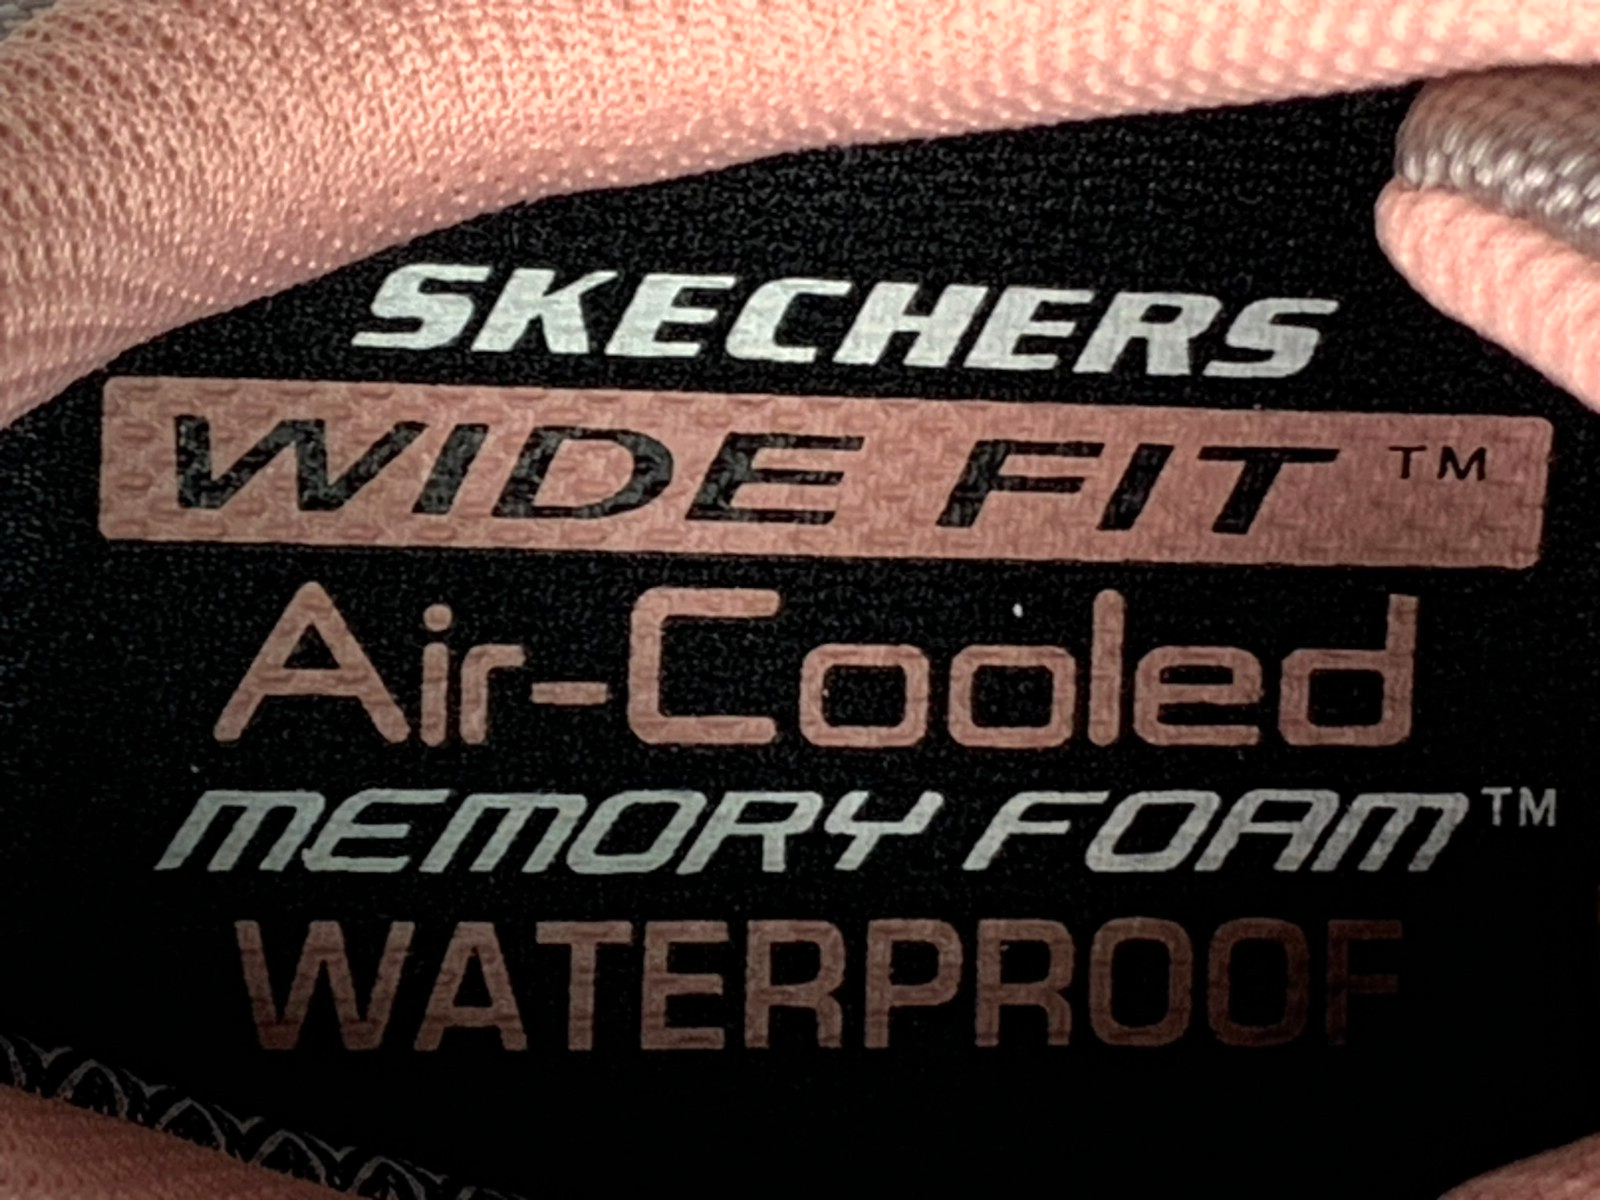 SKECHERS
WIDE FIT™
Air-Cooled
MEMORY FOAM™
WATERPROOF